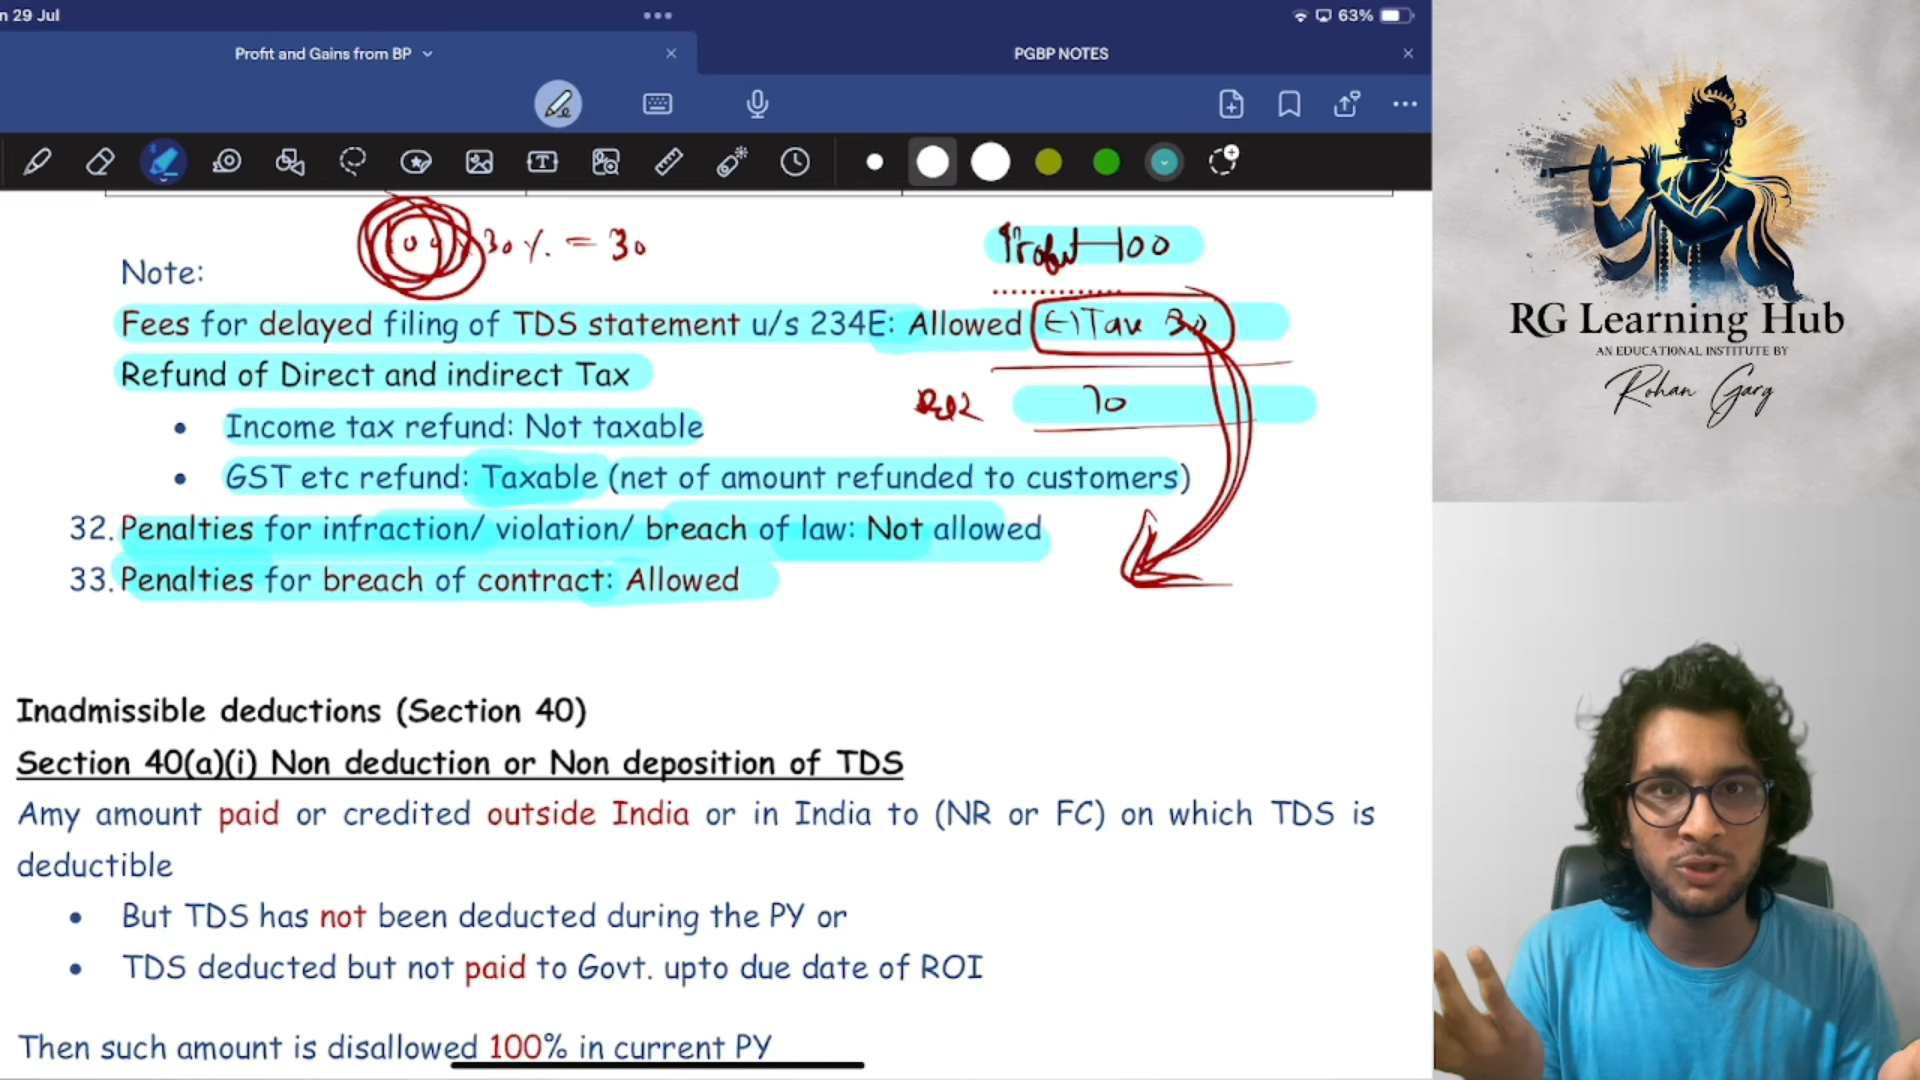 n 29 Jul
63%
Profit and Gains from BP
PGBP NOTES
100 30%. = 30
Profit 100
Note:
Fees for delayed filing of TDS statement u/s 234E: Allowed
(-) Tax 30
Refund of Direct and indirect Tax
70
• Income tax refund: Not taxable
• GST etc refund: Taxable (net of amount refunded to customers)
32. Penalties for infraction/ violation/ breach of law: Not allowed
33. Penalties for breach of contract: Allowed
Inadmissible deductions (Section 40)
Section 40(a)(i) Non deduction or Non deposition of TDS
Amy amount paid or credited outside India or in India to (NR or FC) on which TDS is
deductible
• But TDS has not been deducted during the PY or
• TDS deducted but not paid to Govt. upto due date of ROI
Then such amount is disallowed 100% in current PY
RG Learning Hub
AN EDUCATIONAL INSTITUTE BY
Rohan Garg